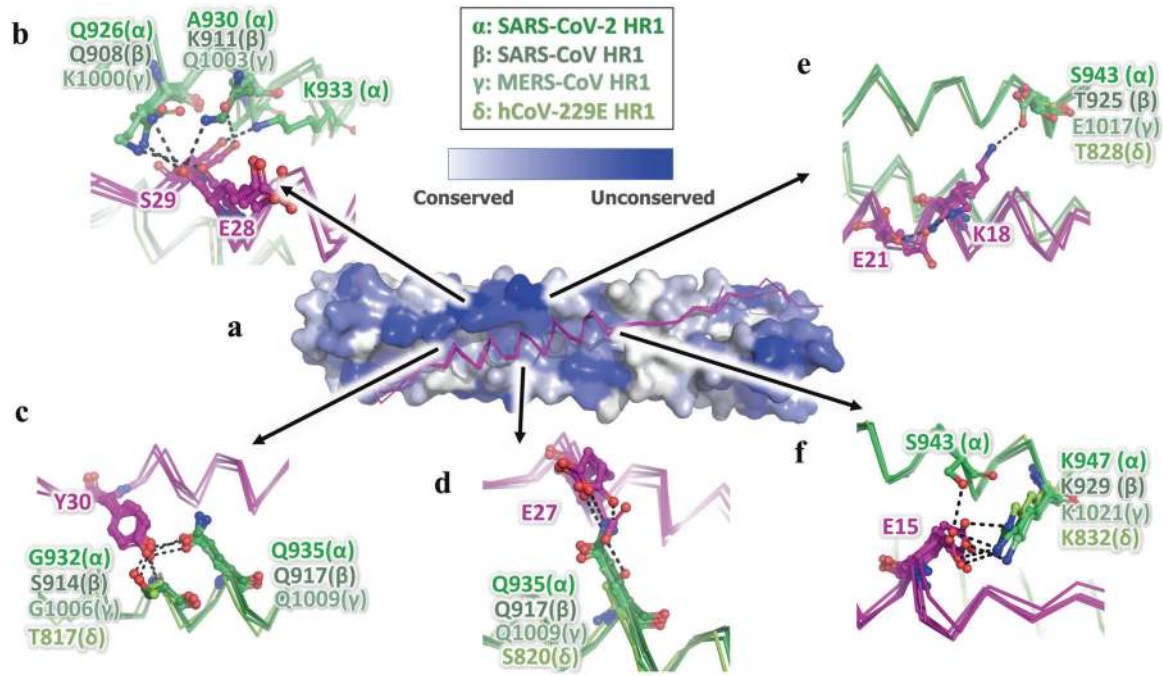 b
Q926(α)
Q908(β)
K1000(γ)
A930 (α)
K911(β)
Q1003(γ)
K933 (α)
S29
E28
α: SARS-CoV-2 HR1
β: SARS-CoV HR1
γ: MERS-CoV HR1
δ: hCoV-229E HR1
Conserved
Unconserved
e
S943 (α)
T925 (β)
E1017(γ)
T828(δ)
K18
E21
a
c
Y30
G932(α)
S914(β)
G1006(γ)
T817(δ)
Q935(α)
Q917(β)
Q1009(γ)
d
E27
Q935(α)
Q917(β)
Q1009(γ)
S820(δ)
f
S943 (α)
K947 (α)
K929 (β)
K1021(γ)
K832(δ)
E15